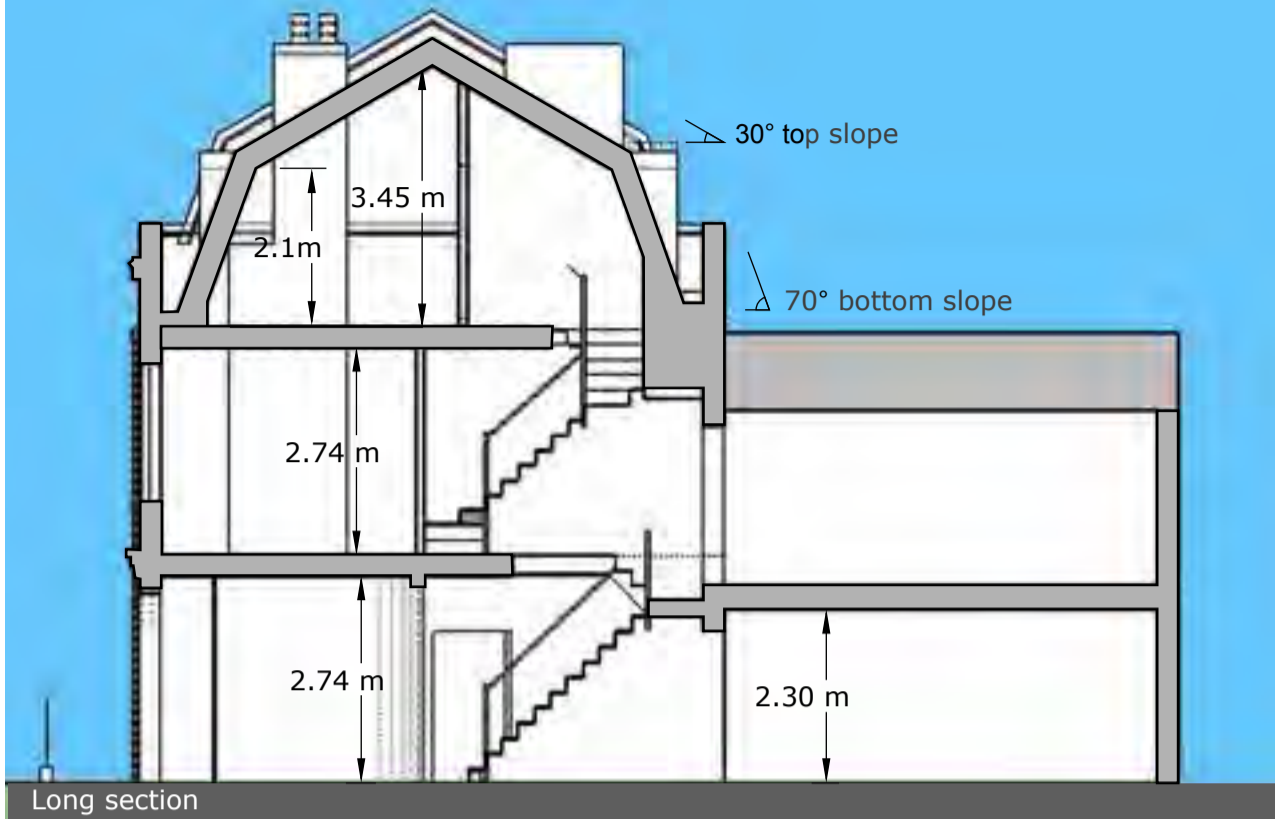 30° top slope
3.45 m
2.1m
70° bottom slope
2.74 m
2.74 m
2.30 m
Long section